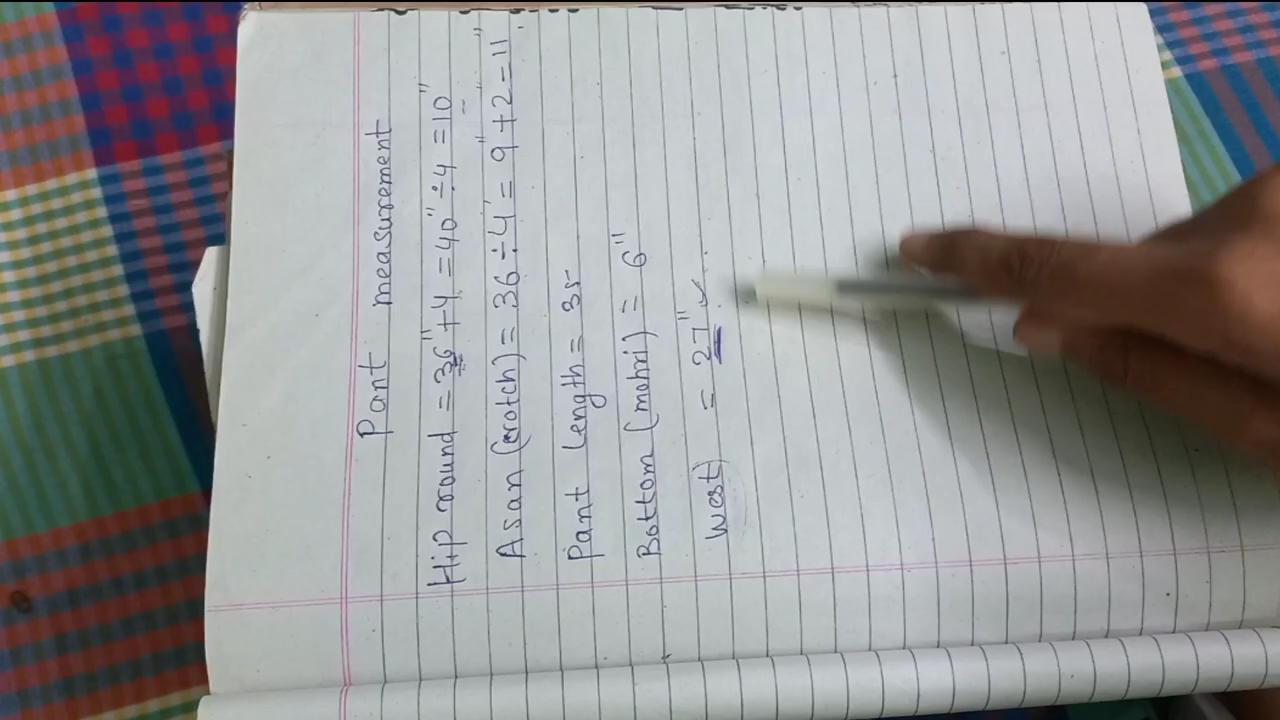 Pant measurement
Hip round = 36"+4 = 40" ÷ 4 = 10"
Asan (crotch) = 36 ÷ 4 = 9" + 2" = 11"
Pant length = 35
Bottom (mohri) = 6"
West) = 27" ✓